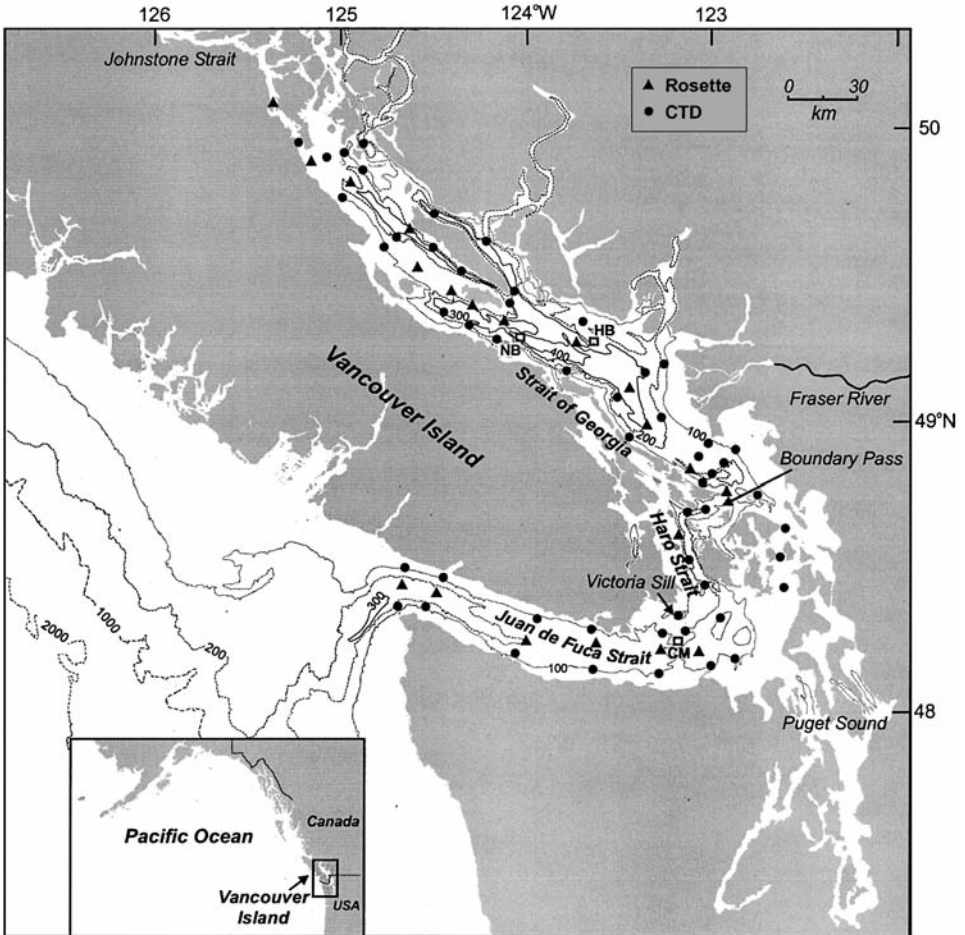 126
125
124°W
123
Johnstone Strait
Rosette
CTD
0 30
km
50
300
HB
NB
400
Vancouver Island
Strait of Georgia
Fraser River
49°N
100
200
Boundary Pass
Haro Strait
Victoria Sill
300
Juan de Fuca Strait
CM
100
2000
1000
200
48
Puget Sound
Pacific Ocean
Canada
Vancouver
Island
USA